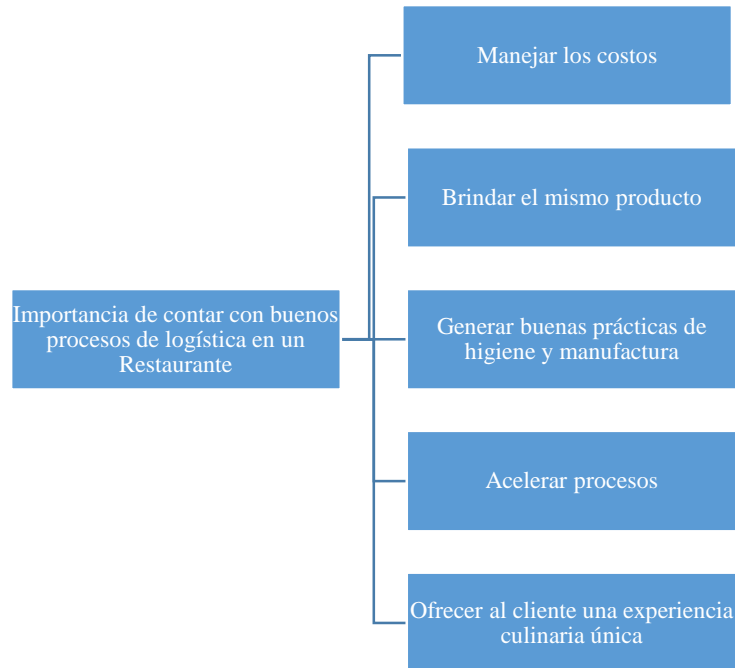 Manejar los costos
Brindar el mismo producto
Importancia de contar con buenos
procesos de logística en un
Restaurante
Generar buenas prácticas de
higiene y manufactura
Acelerar procesos
Ofrecer al cliente una experiencia
culinaria única